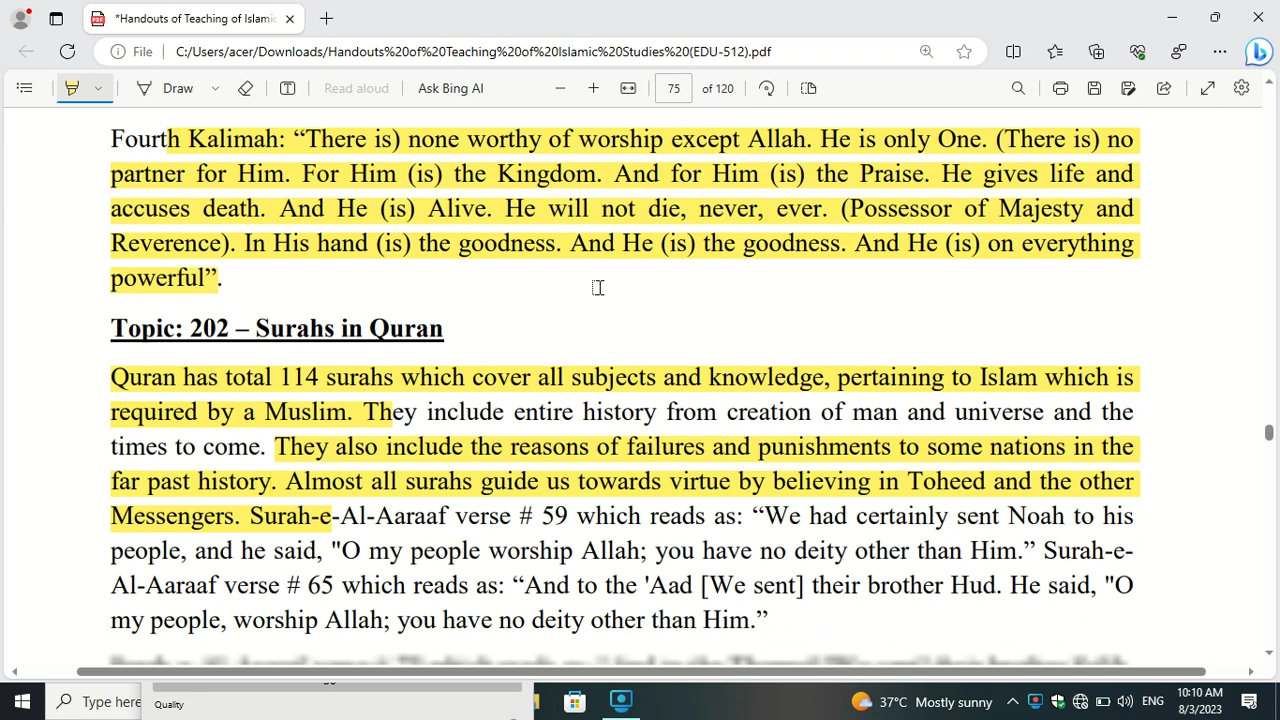 *Handouts of Teaching of Islamic
File
C:/Users/acer/Downloads/Handouts%20of%20Teaching%20of%20Islamic%20Studies%20(EDU-512).pdf
Draw
Read aloud
Ask Bing AI
75
of 120
Fourth Kalimah: “There is) none worthy of worship except Allah. He is only One. (There is) no
partner for Him. For Him (is) the Kingdom. And for Him (is) the Praise. He gives life and
accuses death. And He (is) Alive. He will not die, never, ever. (Possessor of Majesty and
Reverence). In His hand (is) the goodness. And He (is) the goodness. And He (is) on everything
powerful”.
Topic: 202 – Surahs in Quran
Quran has total 114 surahs which cover all subjects and knowledge, pertaining to Islam which is
required by a Muslim. They include entire history from creation of man and universe and the
times to come. They also include the reasons of failures and punishments to some nations in the
far past history. Almost all surahs guide us towards virtue by believing in Toheed and the other
Messengers. Surah-e-Al-Aaraaf verse # 59 which reads as: “We had certainly sent Noah to his
people, and he said, "O my people worship Allah; you have no deity other than Him.” Surah-e-
Al-Aaraaf verse # 65 which reads as: “And to the 'Aad [We sent] their brother Hud. He said, "O
my people, worship Allah; you have no deity other than Him.”
Type here
Quality
37°C Mostly sunny
ENG
10:10 AM
8/3/2023